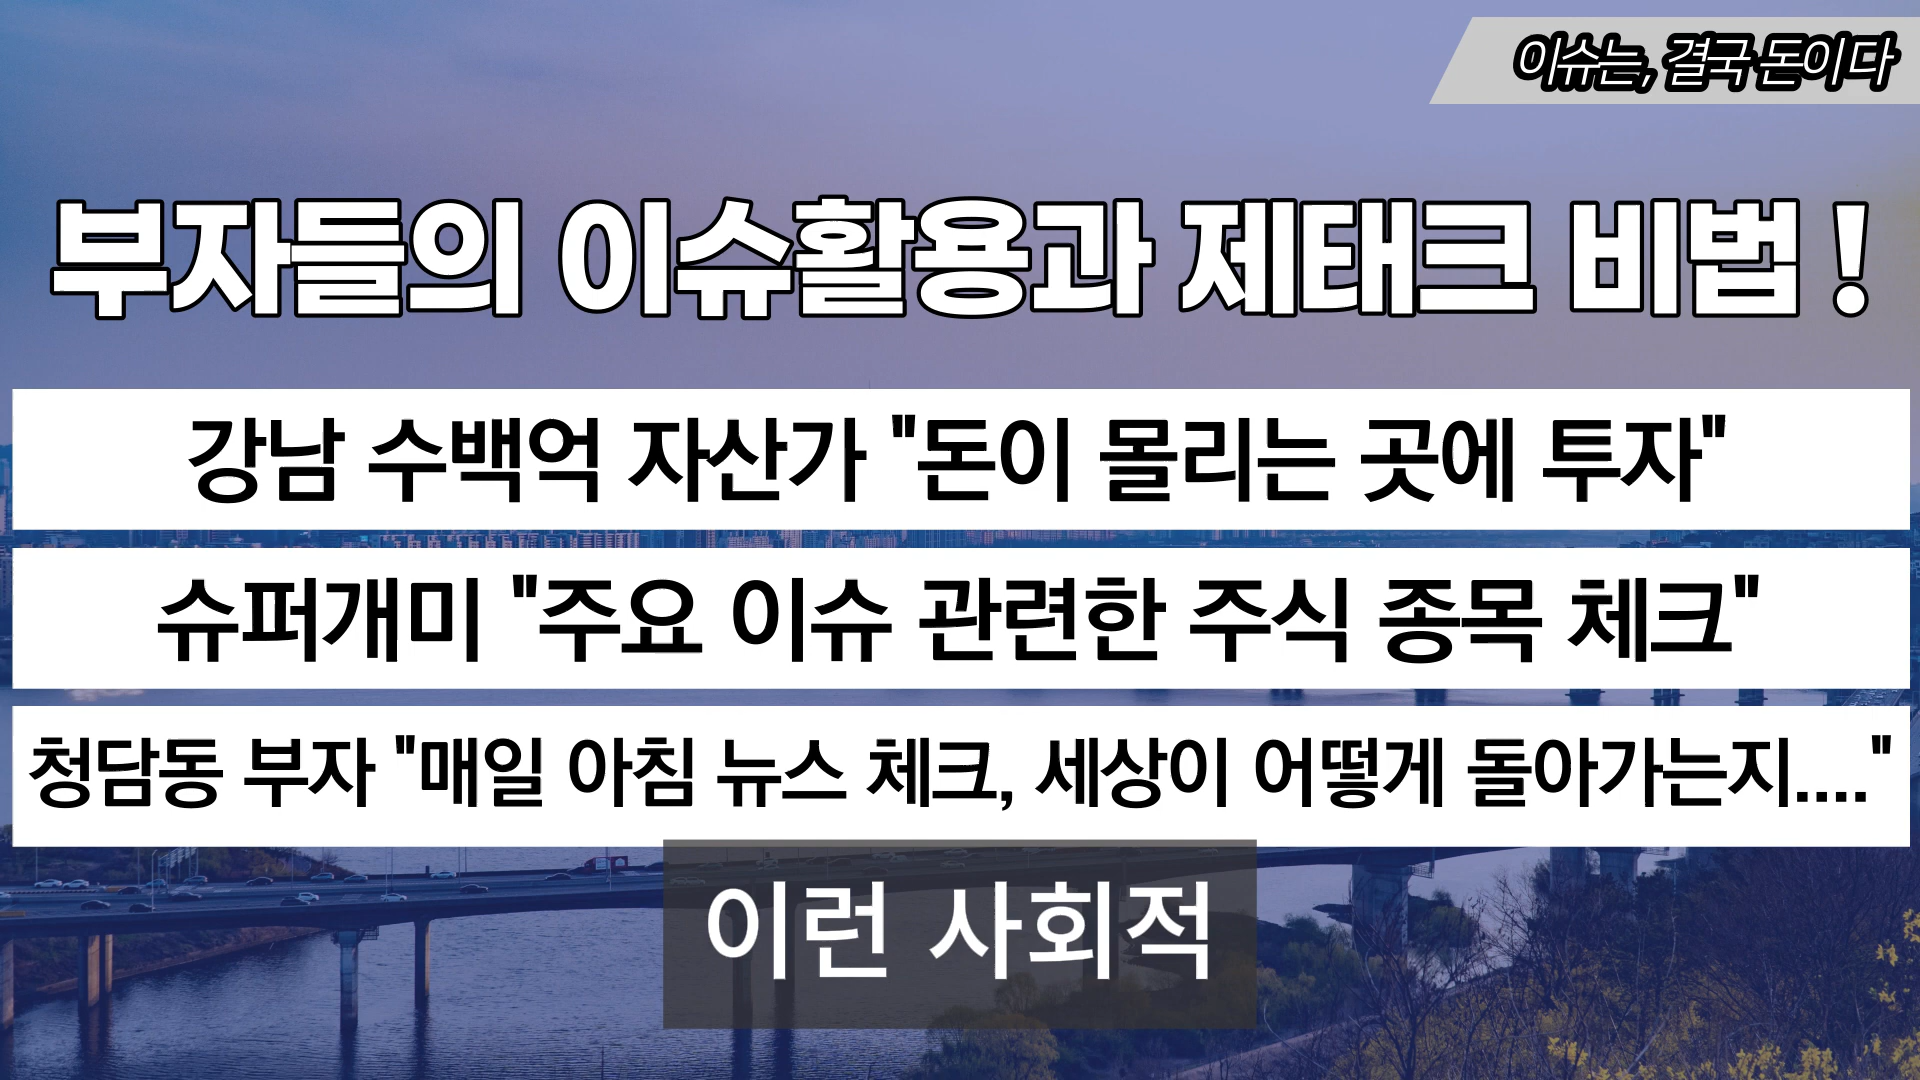 이슈는, 결국 돈이다
부자들의 이슈활용과 제태크 비법 !
강남 수백억 자산가 "돈이 몰리는 곳에 투자"
슈퍼개미 "주요 이슈 관련한 주식 종목 체크"
청담동 부자 "매일 아침 뉴스 체크, 세상이 어떻게 돌아가는지...."
이런 사회적